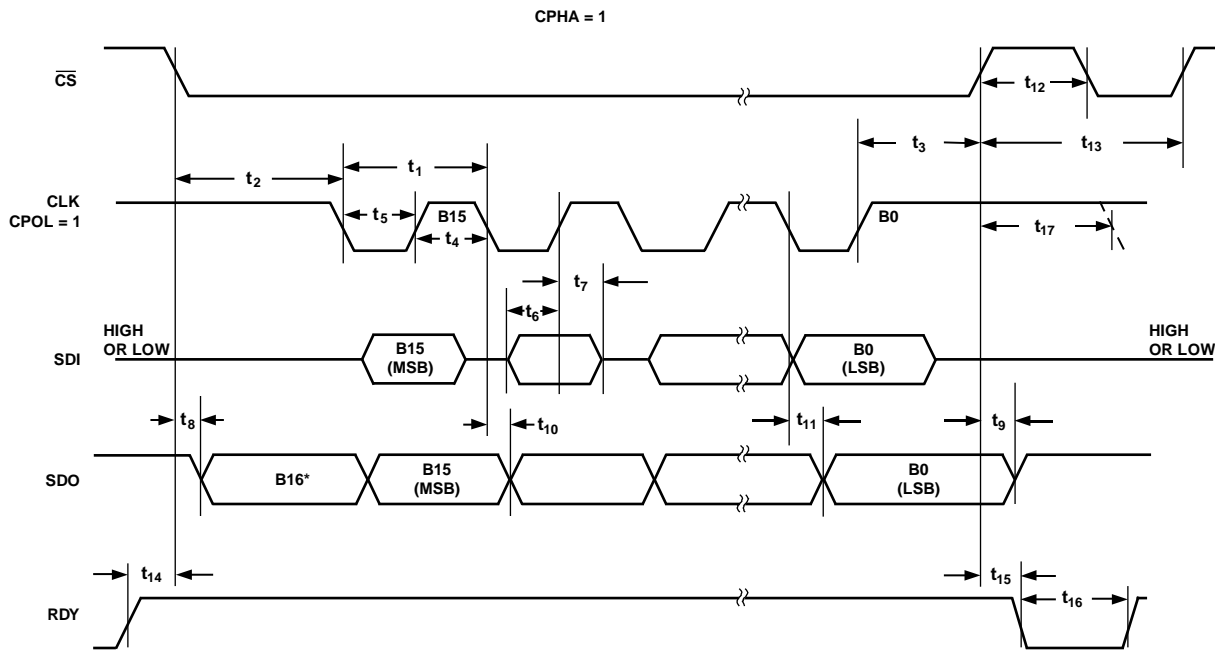 CPHA = 1
CS
t12
t3
t13
t2
t1
CLK
CPOL = 1
t5
B15
t4
B0
t17
t7
t6
HIGH
OR LOW
SDI
B15
(MSB)
B0
(LSB)
HIGH
OR LOW
t8
t10
t11
t9
SDO
B16*
B15
(MSB)
B0
(LSB)
t14
t15
t16
RDY